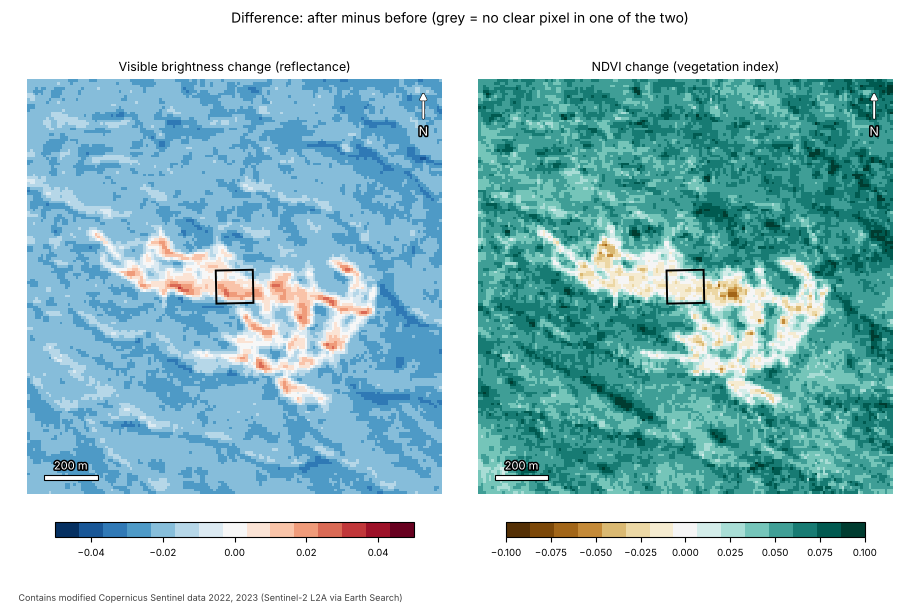 Difference: after minus before (grey = no clear pixel in one of the two)
Visible brightness change (reflectance)
NDVI change (vegetation index)
N
N
200 m
200 m
−0.04 −0.02 0.00 0.02 0.04
−0.100 −0.075 −0.050 −0.025 0.000 0.025 0.050 0.075 0.100
Contains modified Copernicus Sentinel data 2022, 2023 (Sentinel-2 L2A via Earth Search)